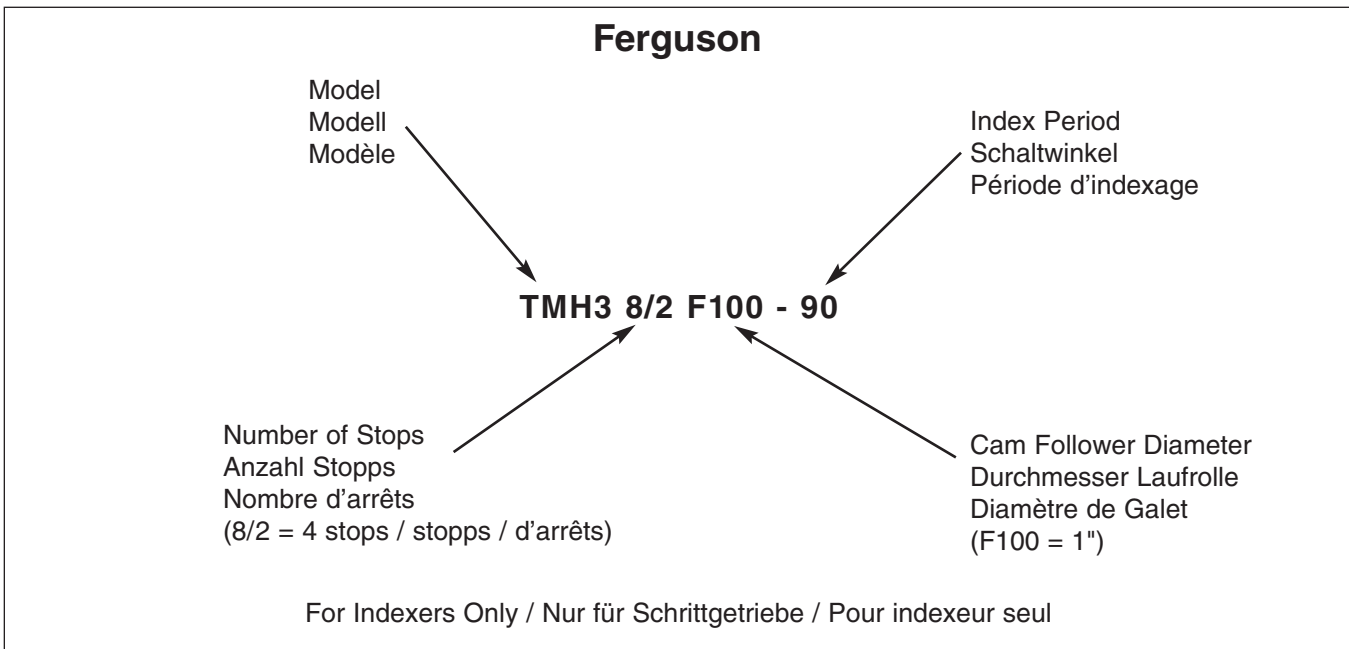 Ferguson
Model
Modell
Modèle
Index Period
Schaltwinkel
Période d'indexage
TMH3 8/2 F100 - 90
Number of Stops
Anzahl Stopps
Nombre d'arrêts
(8/2 = 4 stops / stopps / d'arrêts)
Cam Follower Diameter
Durchmesser Laufrolle
Diamètre de Galet
(F100 = 1")
For Indexers Only / Nur für Schrittgetriebe / Pour indexeur seul